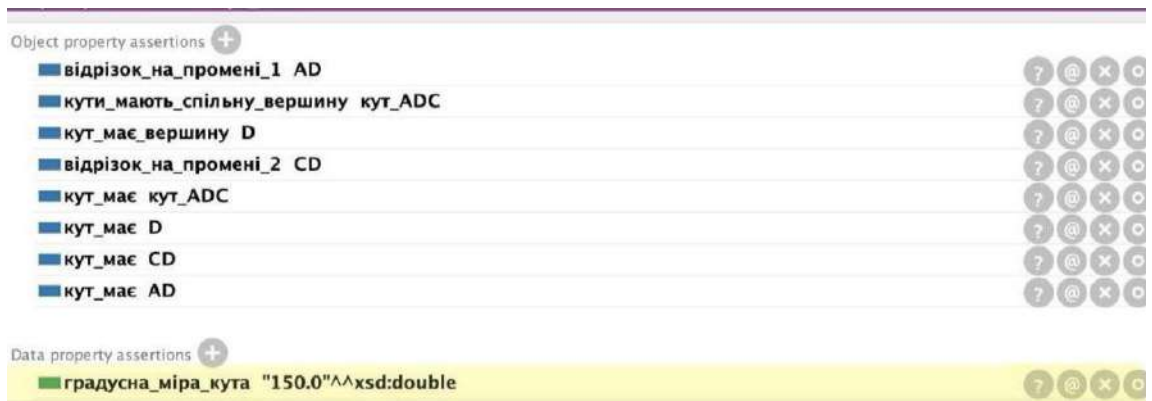 Object property assertions
відрізок_на_промені_1 AD
кути_мають_спільну_вершину кут_ADC
кут_має_вершину D
відрізок_на_промені_2 CD
кут_має кут_ADC
кут_має D
кут_має CD
кут_має AD
Data property assertions
градусна_міра_кута "150.0"^^xsd:double